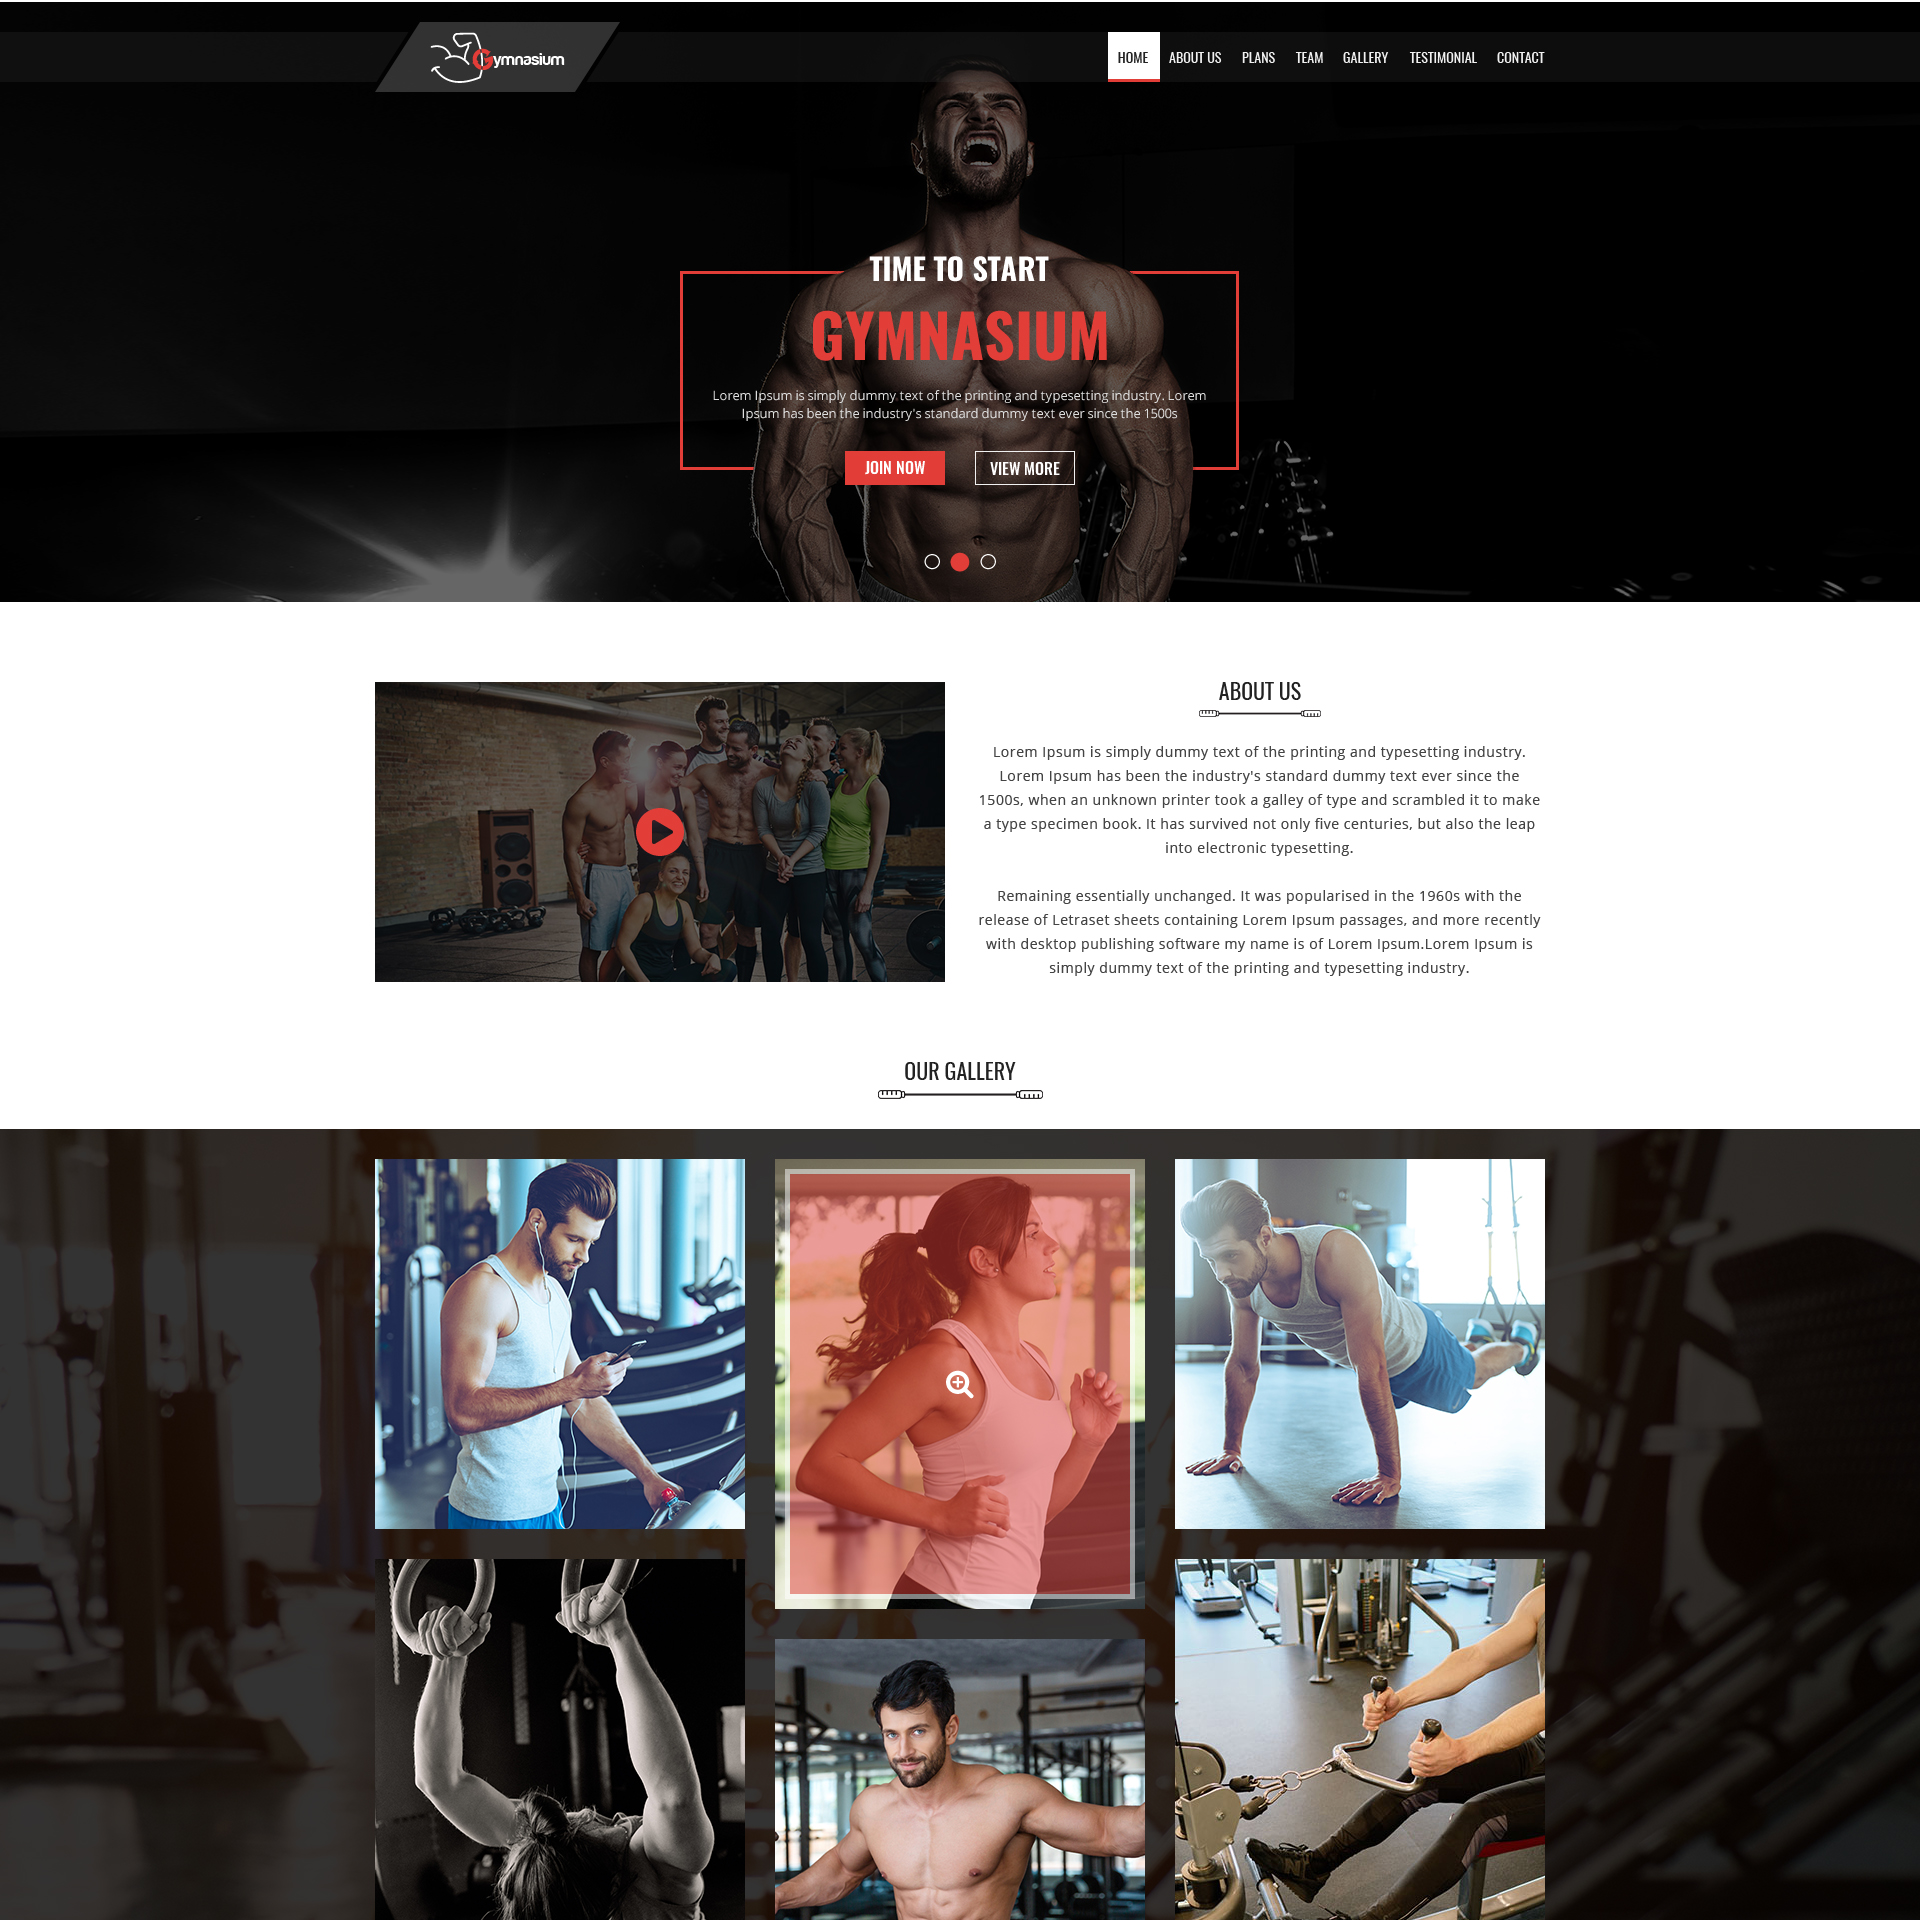 Gymnasium
HOME ABOUT US PLANS TEAM GALLERY TESTIMONIAL CONTACT
TIME TO START
GYMNASIUM
Lorem Ipsum is simply dummy text of the printing and typesetting industry. Lorem
Ipsum has been the industry's standard dummy text ever since the 1500s
JOIN NOW VIEW MORE
ABOUT US
Lorem Ipsum is simply dummy text of the printing and typesetting industry.
Lorem Ipsum has been the industry's standard dummy text ever since the
1500s, when an unknown printer took a galley of type and scrambled it to make
a type specimen book. It has survived not only five centuries, but also the leap
into electronic typesetting.
Remaining essentially unchanged. It was popularised in the 1960s with the
release of Letraset sheets containing Lorem Ipsum passages, and more recently
with desktop publishing software my name is of Lorem Ipsum.Lorem Ipsum is
simply dummy text of the printing and typesetting industry.
OUR GALLERY